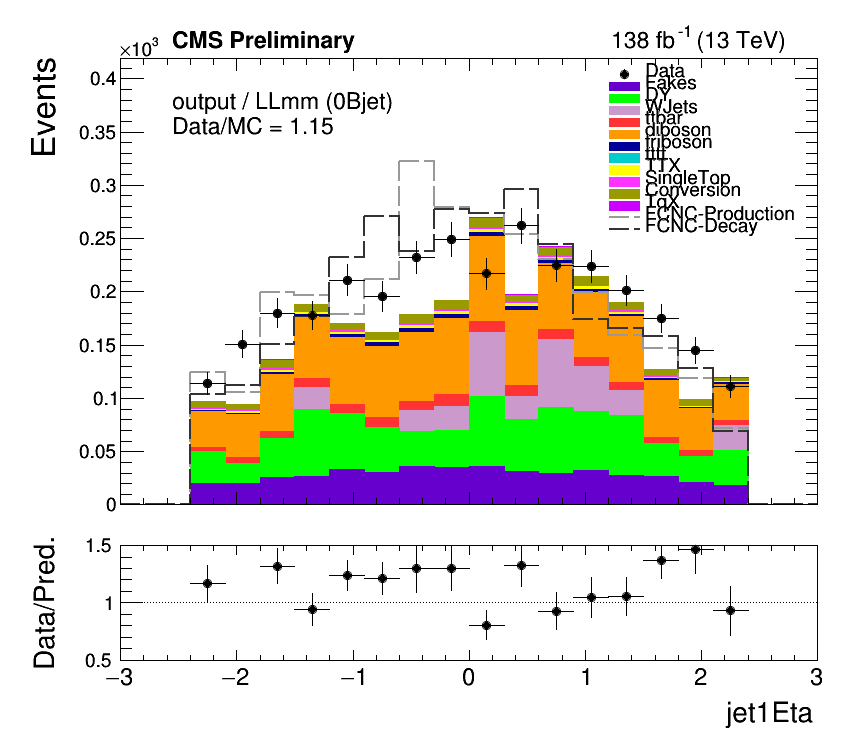 ×10³ CMS Preliminary 138 fb⁻¹ (13 TeV)
Events
output / LLmm (0Bjet)
Data/MC = 1.15
Data
Fakes
DY
WJets
ttbar
diboson
triboson
tttt
TTX
SingleTop
Conversion
TqX
FCNC-Production
FCNC-Decay
0.4
0.35
0.3
0.25
0.2
0.15
0.1
0.05
0
Data/Pred.
1.5
1
0.5
−3 −2 −1 0 1 2 3
jet1Eta